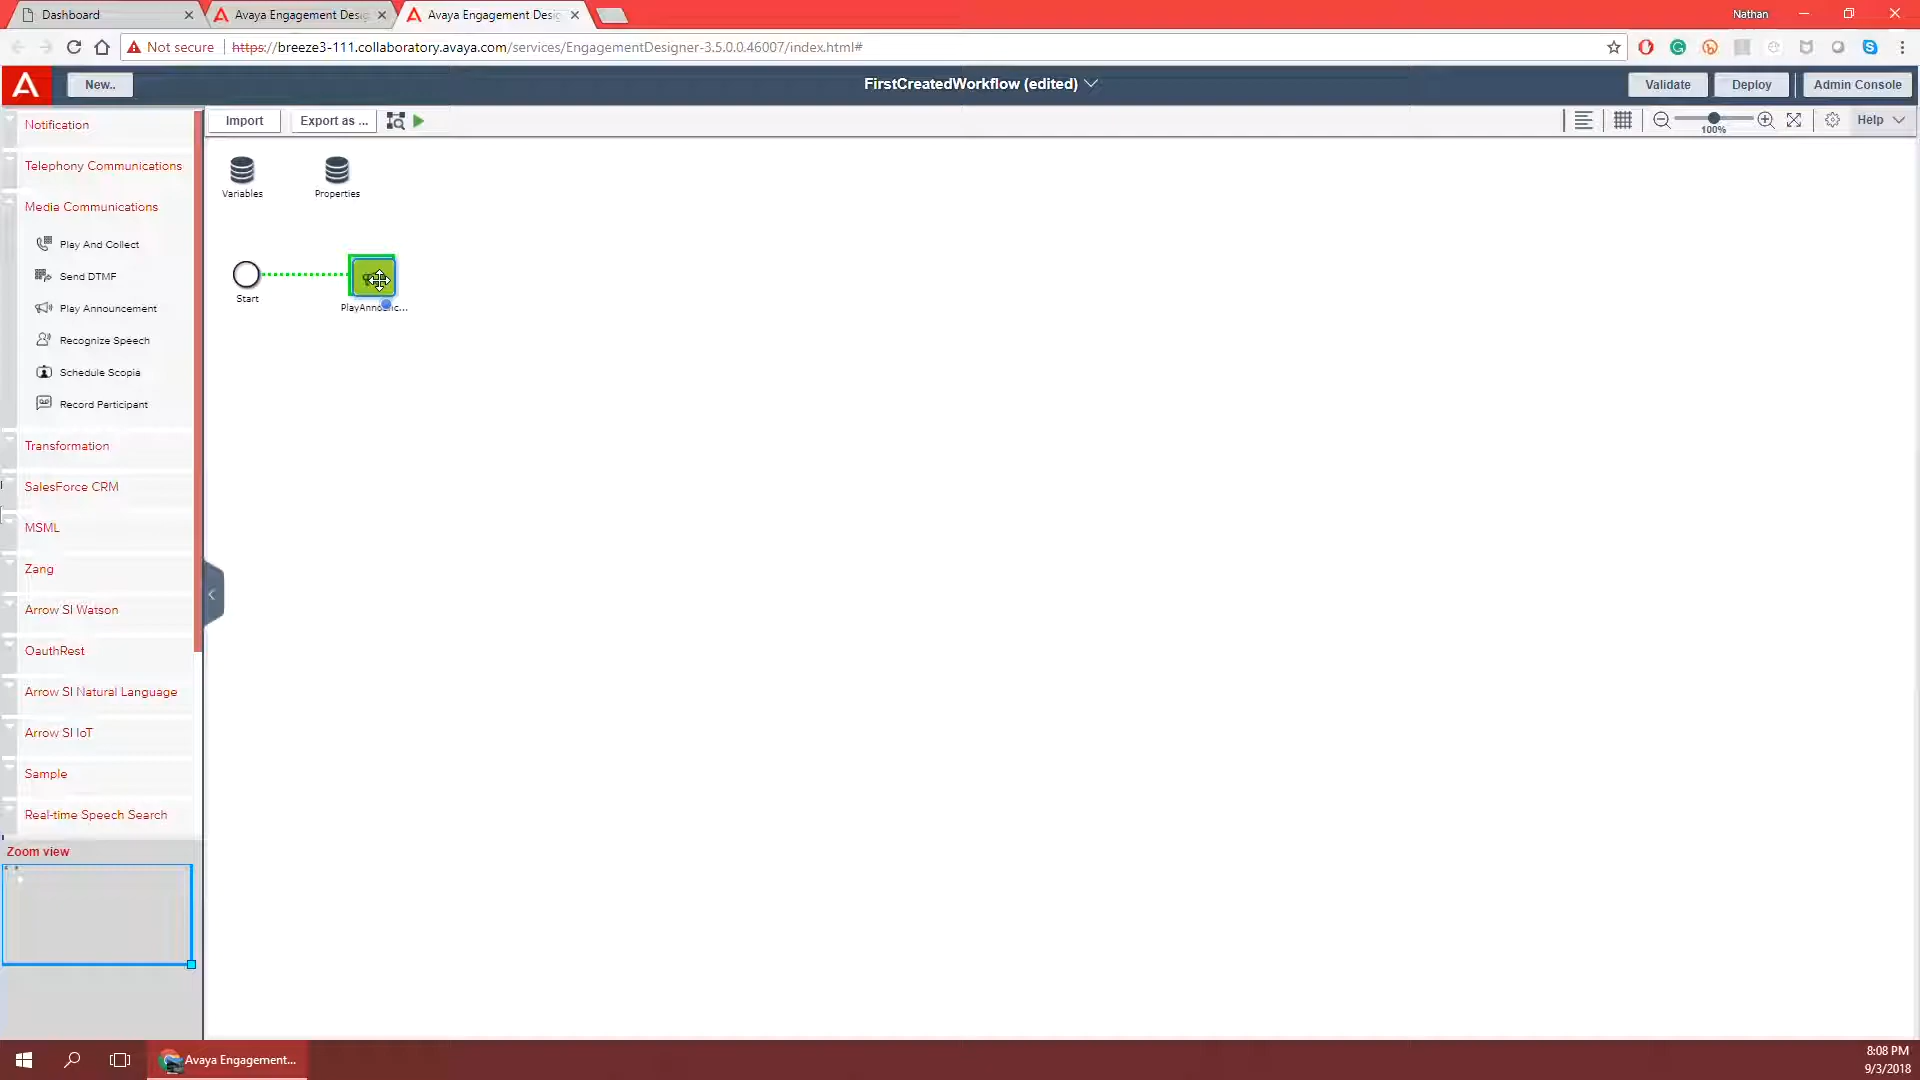 Dashboard
Avaya Engagement Desi
Avaya Engagement Desi
Nathan
Not secure
https://breeze3-111.collaboratory.avaya.com/services/EngagementDesigner-3.5.0.0.46007/index.html#
New..
FirstCreatedWorkflow (edited)
Validate
Deploy
Admin Console
Import
Export as ...
100%
Help
Notification
Telephony Communications
Media Communications
Play And Collect
Send DTMF
Play Announcement
Recognize Speech
Schedule Scopia
Record Participant
Transformation
SalesForce CRM
MSML
Zang
Arrow SI Watson
OauthRest
Arrow SI Natural Language
Arrow SI IoT
Sample
Real-time Speech Search
Zoom view
Variables
Properties
Start
Avaya Engagement...
8:08 PM
9/3/2018